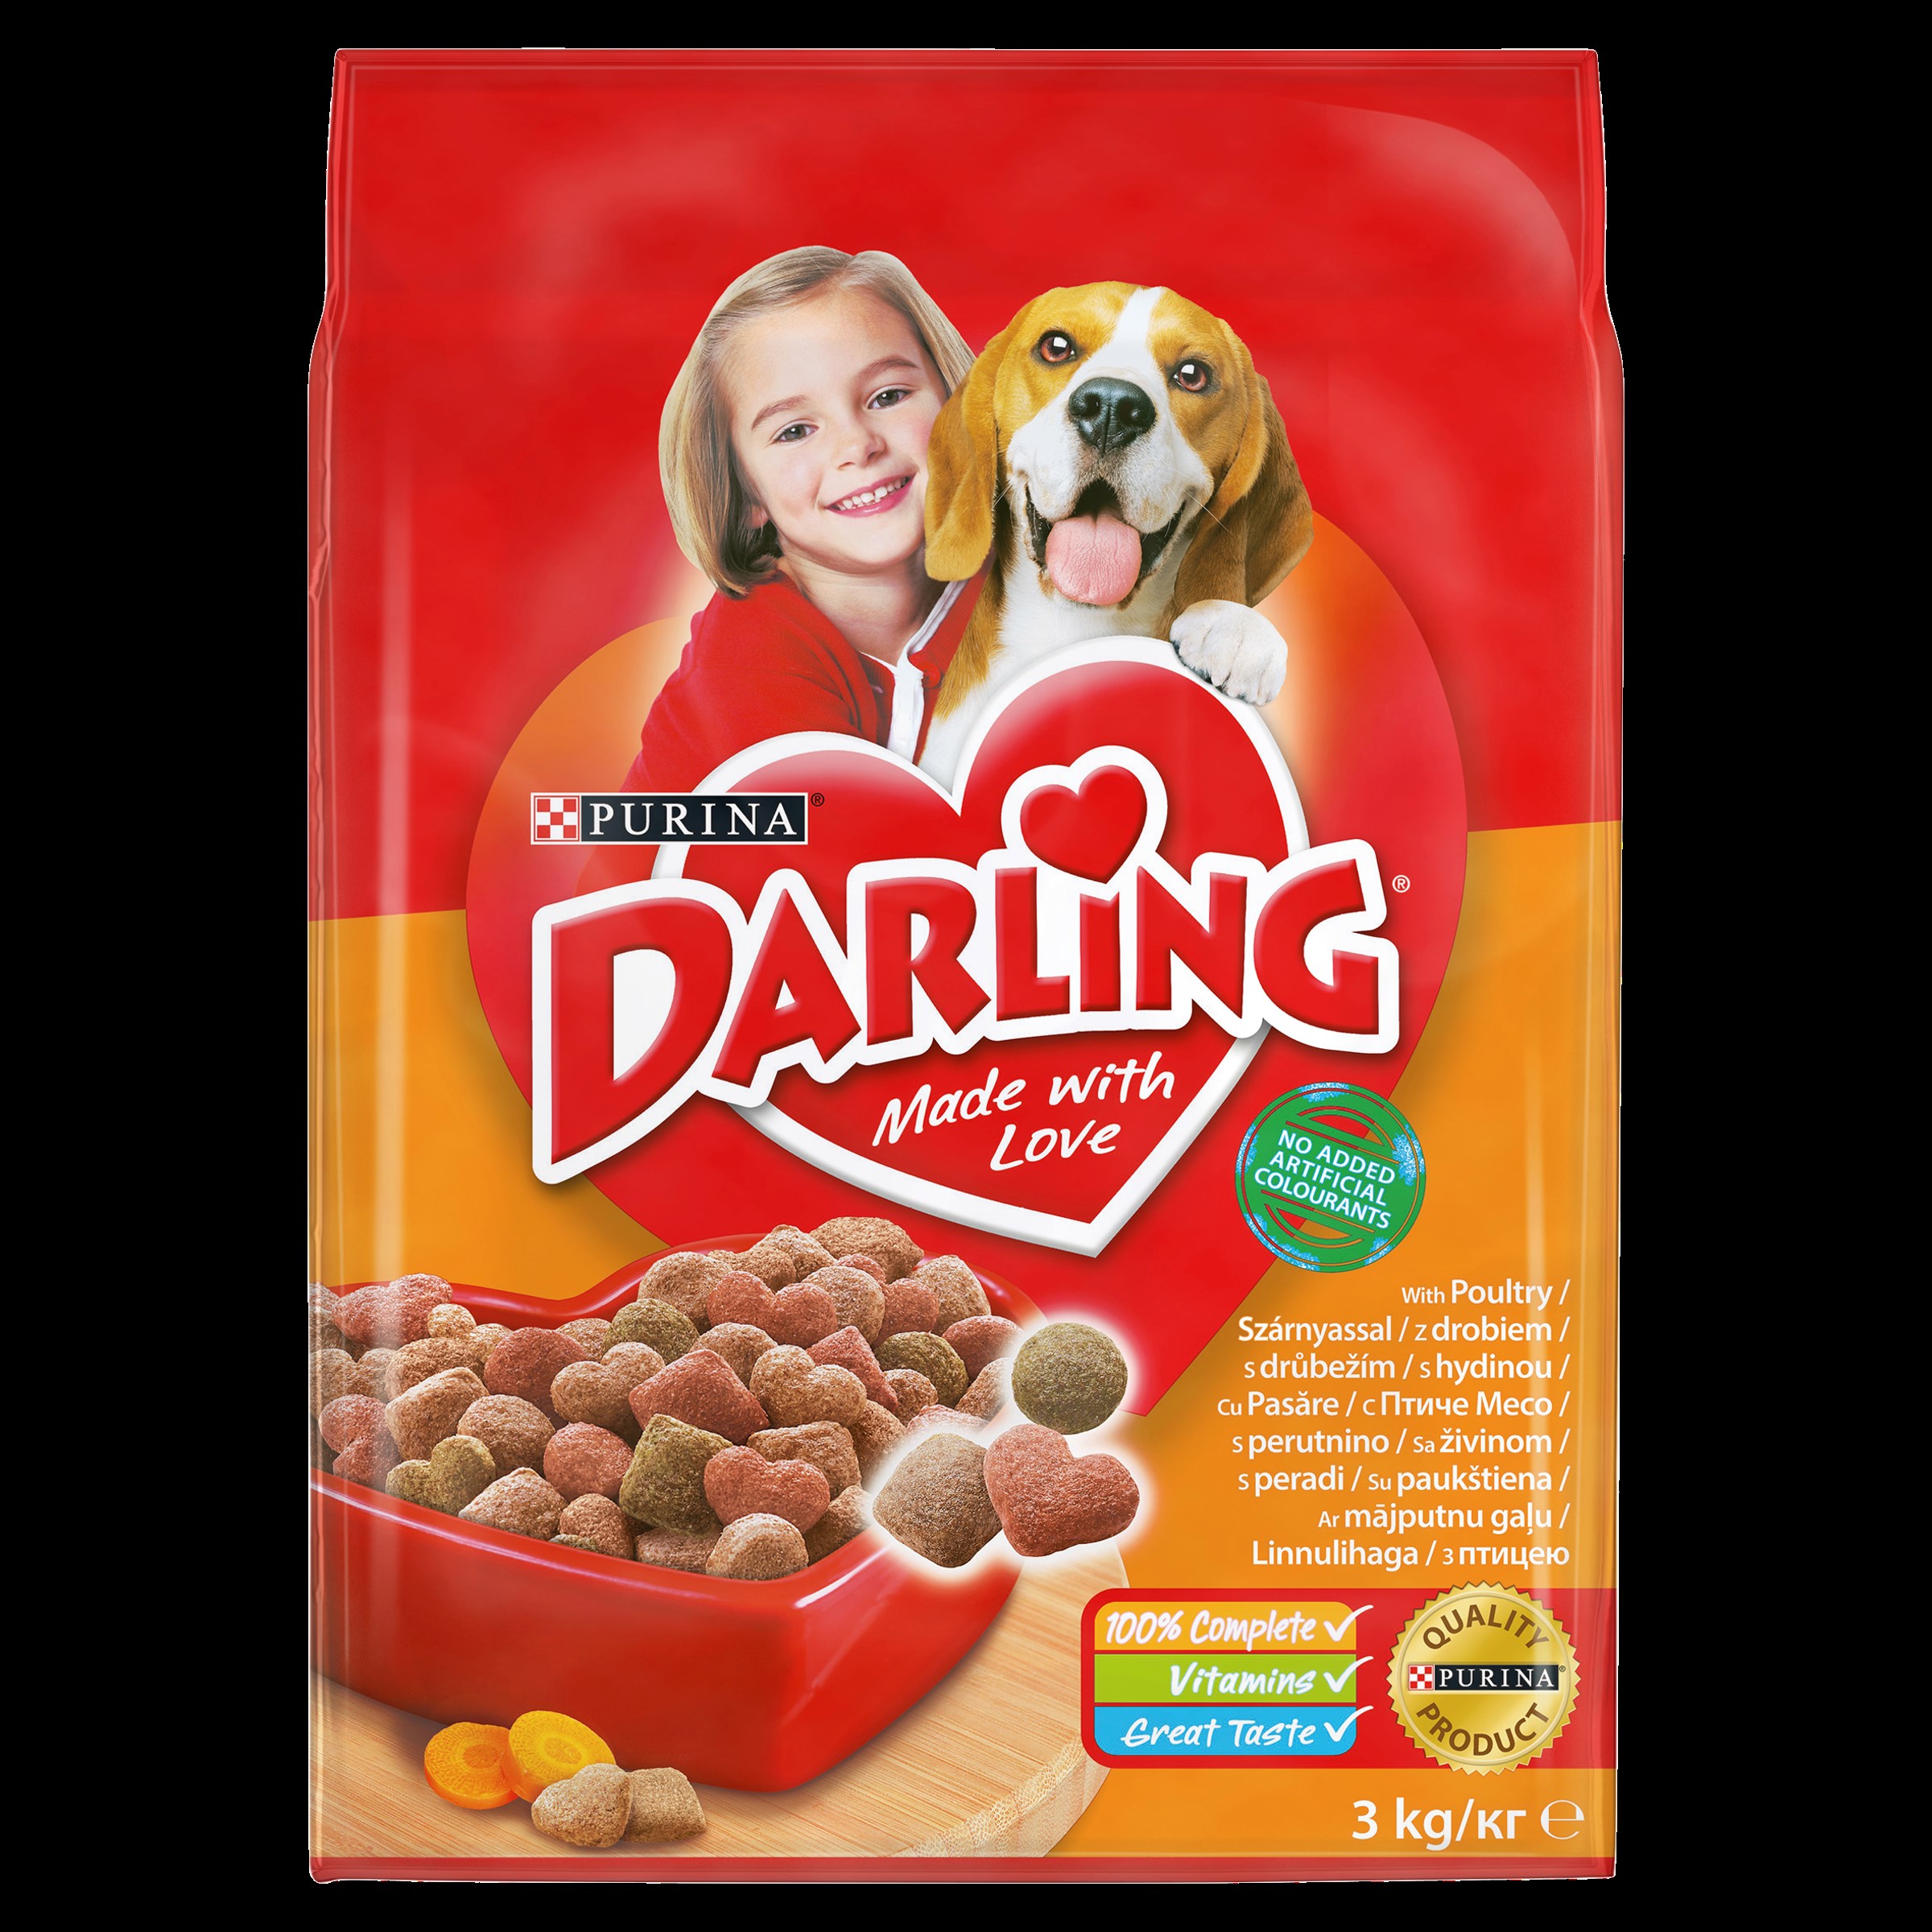 PURINA®
DARLiNG®
Made with
Love
NO ADDED
ARTIFICIAL
COLOURANTS
With Poultry /
Szárnyassal / z drobiem /
s drůbežím / s hydinou /
Cu Pasăre / с Птиче Месо /
s perutnino / Sa živinom /
s peradi / Su paukštiena /
Ar mājputnu gaļu /
Linnulihaga / з птицею
100% Complete ✓
Vitamins ✓
Great Taste ✓
QUALITY
PURINA®
PRODUCT
3 kg/кг ℮